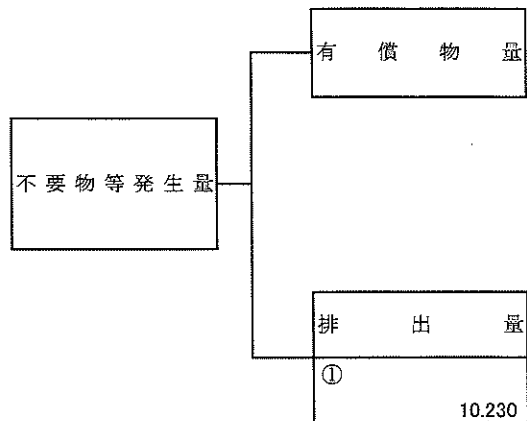 有償物量
不要物等発生量
排出量
①
10.230